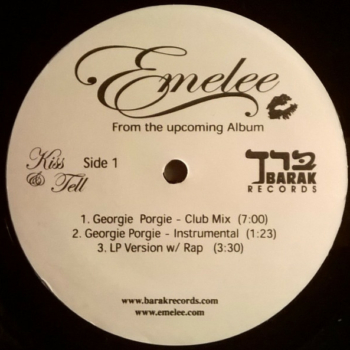 Emelee
From the upcoming Album
Kiss
& Tell
Side 1
ברך
BARAK
RECORDS
1. Georgie Porgie - Club Mix (7:00)
2. Georgie Porgie - Instrumental (1:23)
3. LP Version w/ Rap (3:30)
www.barakrecords.com
www.emelee.com